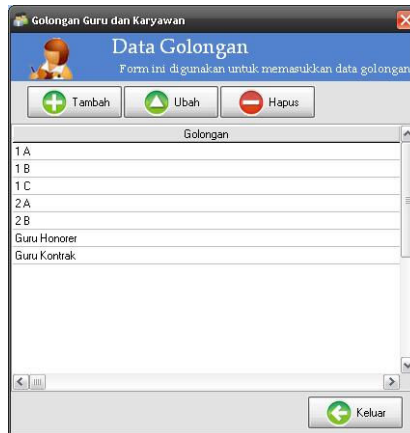 Golongan Guru dan Karyawan
Data Golongan
Form ini digunakan untuk memasukkan data golongan
Tambah
Ubah
Hapus
Golongan
1 A
1 B
1 C
2 A
2 B
Guru Honorer
Guru Kontrak
Keluar